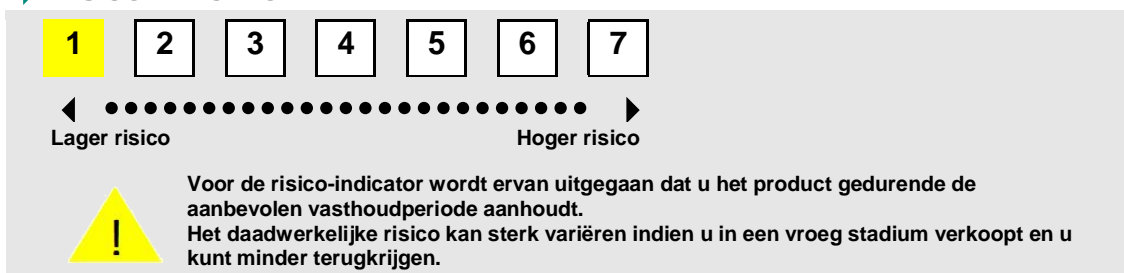 1 2 3 4 5 6 7
Lager risico Hoger risico
!
Voor de risico-indicator wordt ervan uitgegaan dat u het product gedurende de
aanbevolen vasthoudperiode aanhoudt.
Het daadwerkelijke risico kan sterk variëren indien u in een vroeg stadium verkoopt en u
kunt minder terugkrijgen.